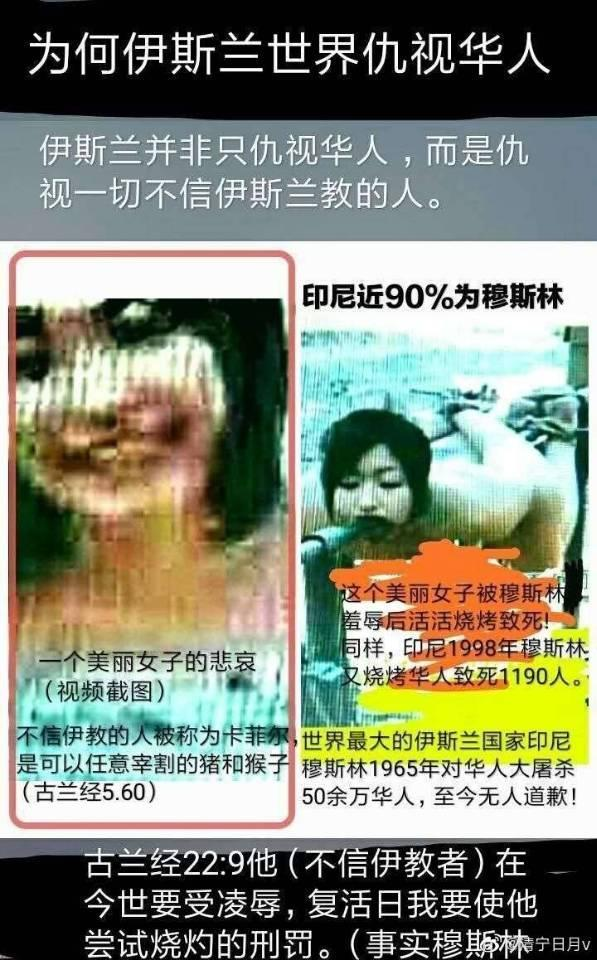 为何伊斯兰世界仇视华人
伊斯兰并非只仇视华人，而是仇
视一切不信伊斯兰教的人。
一个美丽女子的悲哀
（视频截图）
不信伊教的人被称为卡菲尔，
是可以任意宰割的猪和猴子
（古兰经5.60）
印尼近90%为穆斯林
这个美丽女子被穆斯林
羞辱后活活烧烤致死!
同样，印尼1998年穆斯林
又烧烤华人致死1190人。
世界最大的伊斯兰国家印尼
穆斯林1965年对华人大屠杀
50余万华人，至今无人道歉！
古兰经22:9他（不信伊教者）在
今世要受凌辱，复活日我要使他
尝试烧灼的刑罚。（事实穆斯林
清宁日月v